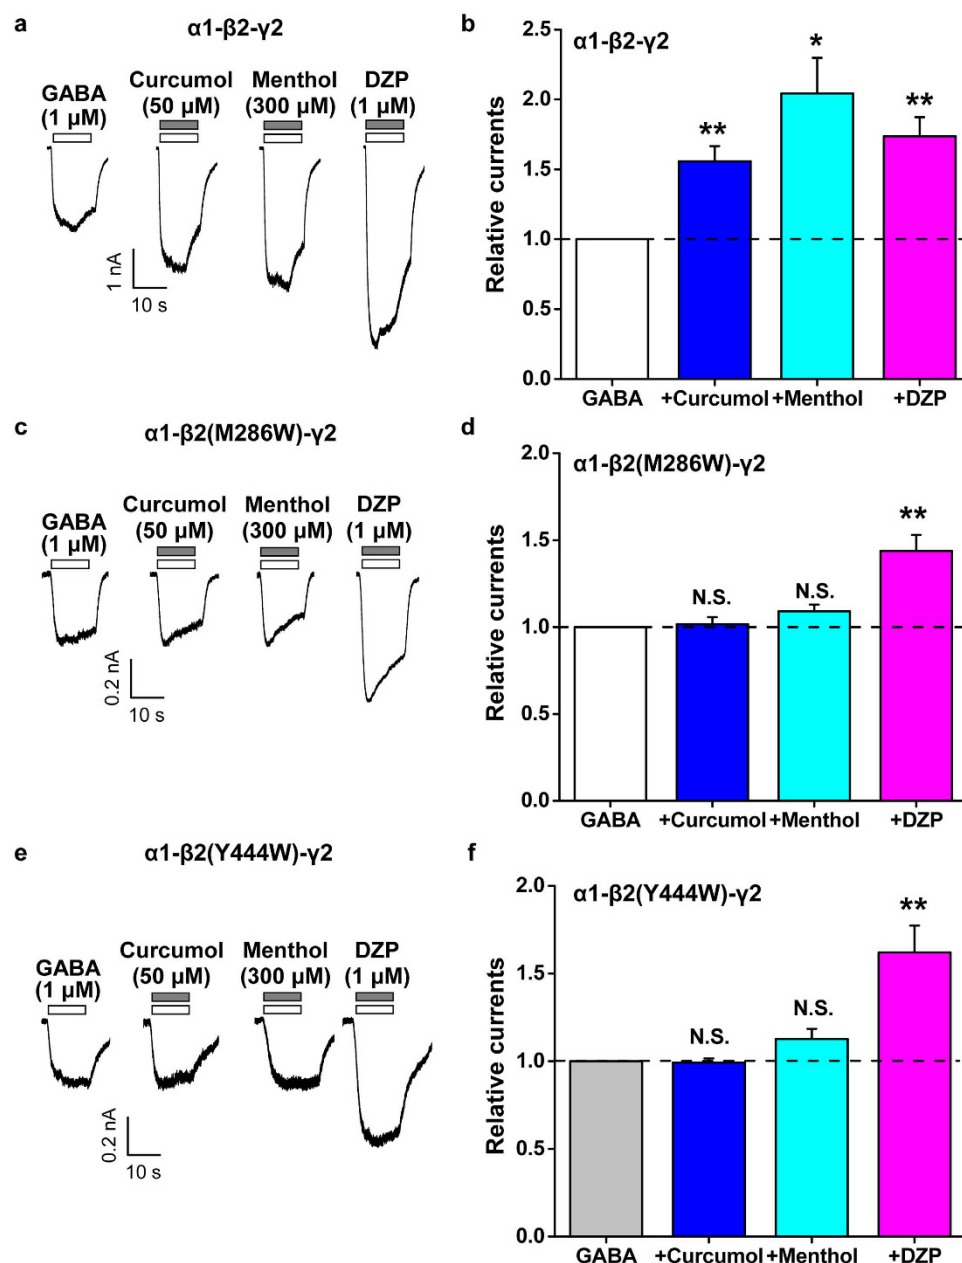 a
α1-β2-γ2
GABA
(1 μM)
Curcumol
(50 μM)
Menthol
(300 μM)
DZP
(1 μM)
1 nA
10 s
b
α1-β2-γ2
Relative currents
2.5
2.0
1.5
1.0
0.5
0.0
**
*
**
GABA
+Curcumol
+Menthol
+DZP
c
α1-β2(M286W)-γ2
GABA
(1 μM)
Curcumol
(50 μM)
Menthol
(300 μM)
DZP
(1 μM)
0.2 nA
10 s
d
α1-β2(M286W)-γ2
Relative currents
2.0
1.5
1.0
0.5
0.0
N.S.
N.S.
**
GABA
+Curcumol
+Menthol
+DZP
e
α1-β2(Y444W)-γ2
GABA
(1 μM)
Curcumol
(50 μM)
Menthol
(300 μM)
DZP
(1 μM)
0.2 nA
10 s
f
α1-β2(Y444W)-γ2
Relative currents
2.0
1.5
1.0
0.5
0.0
N.S.
N.S.
**
GABA
+Curcumol
+Menthol
+DZP